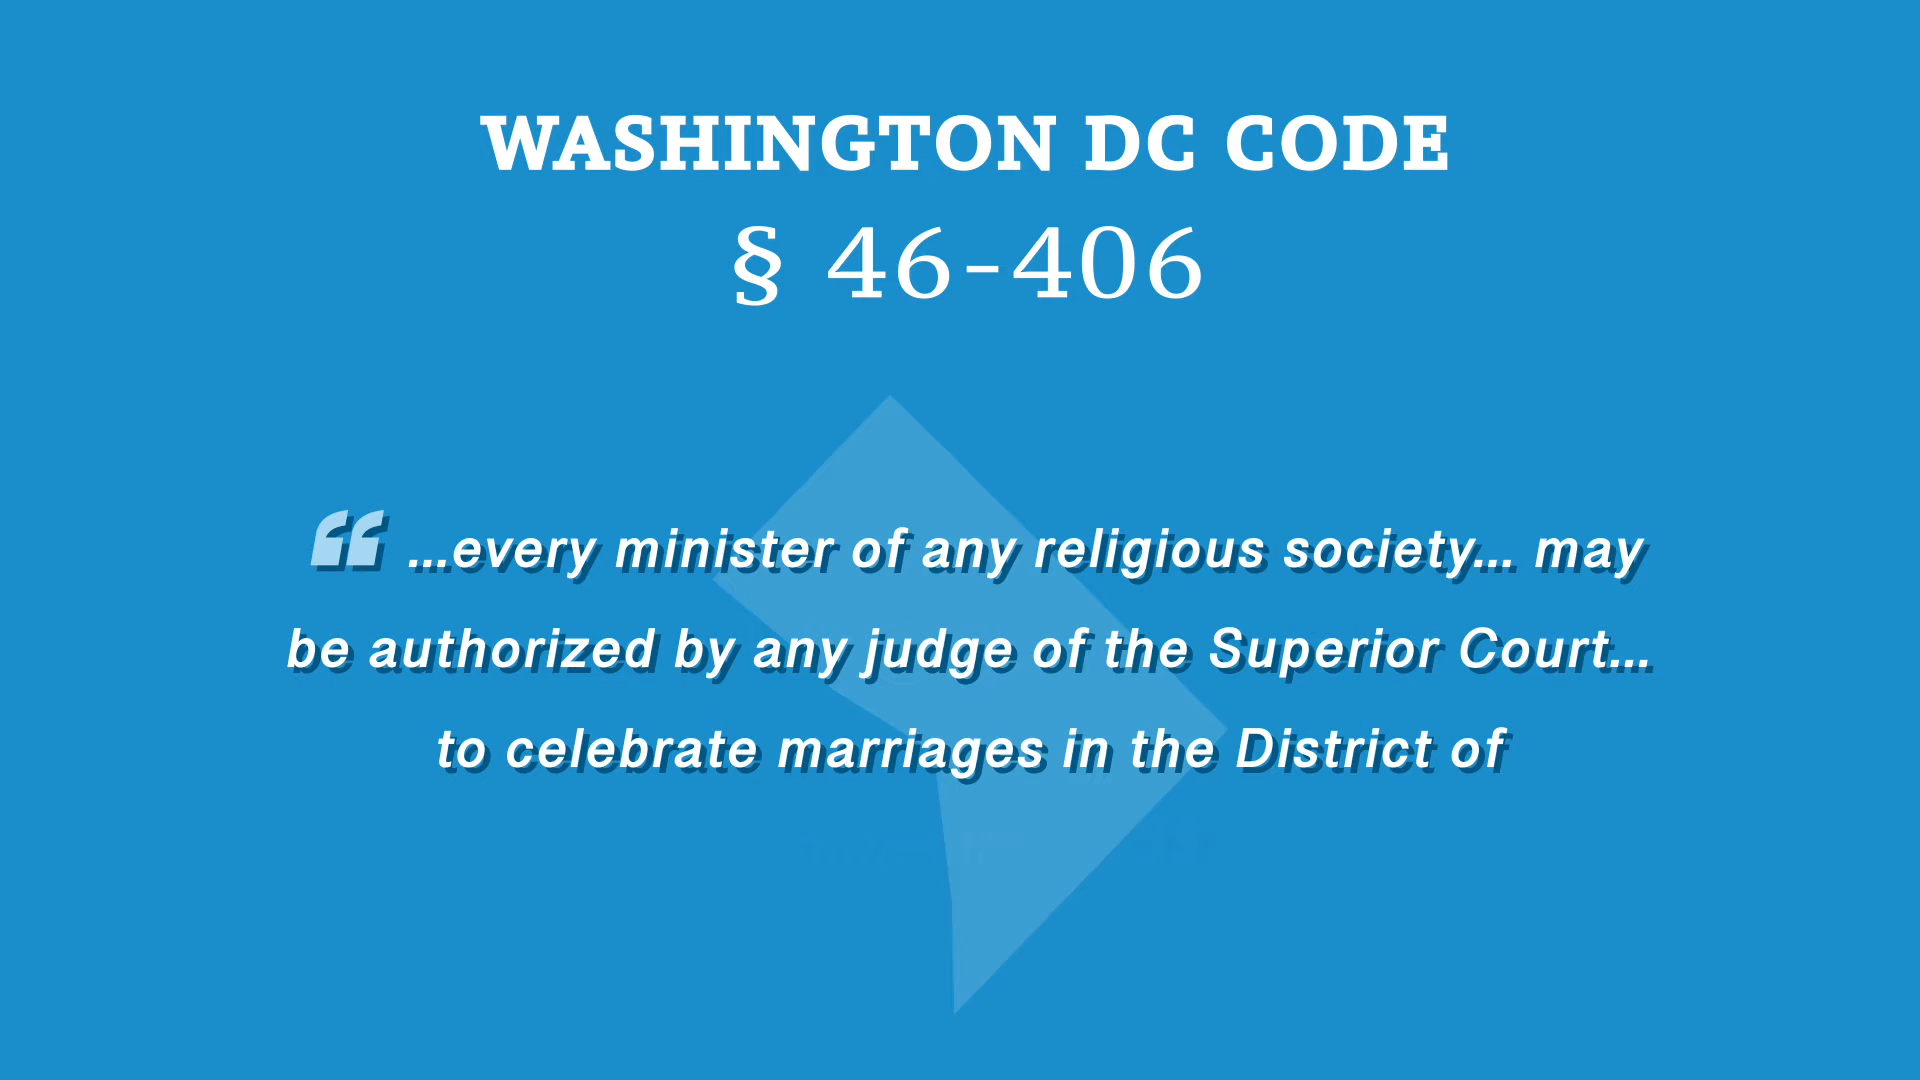 WASHINGTON DC CODE
§ 46-406
“ ...every minister of any religious society... may
be authorized by any judge of the Superior Court...
to celebrate marriages in the District of